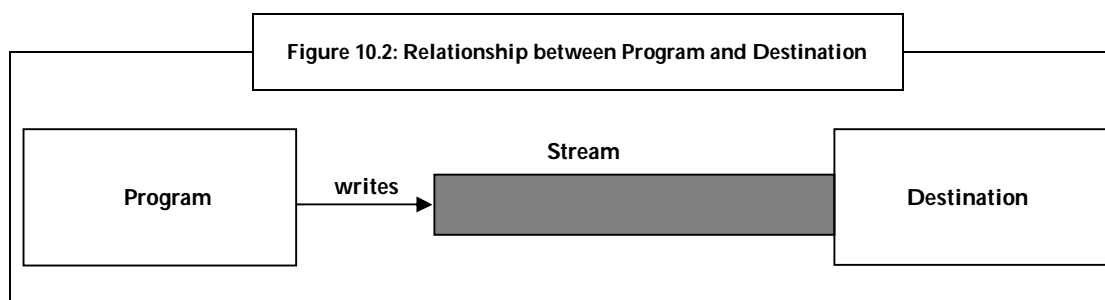 Figure 10.2: Relationship between Program and Destination
Stream
writes
Program
Destination